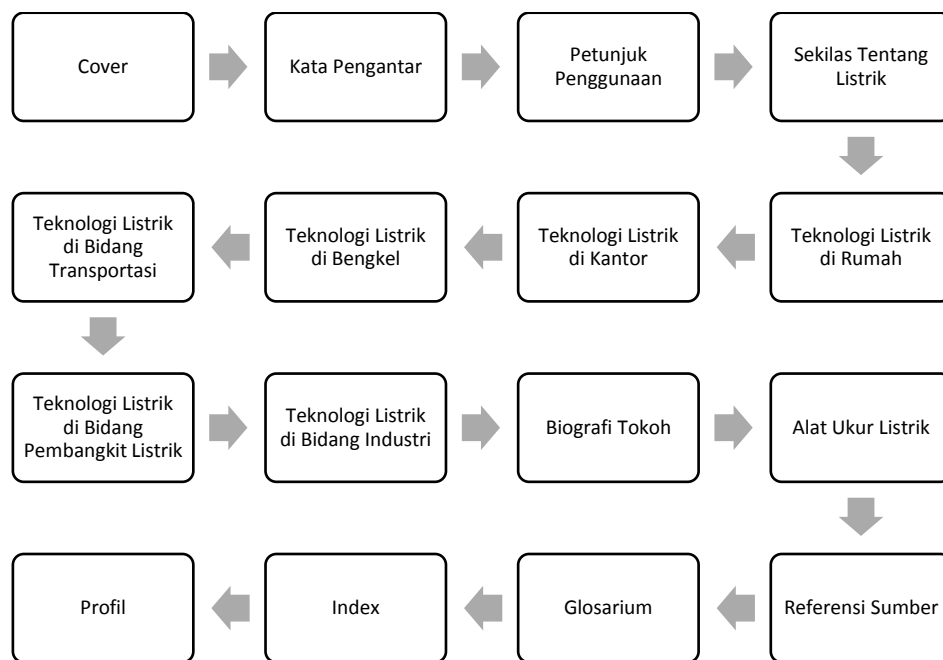 Cover
Kata Pengantar
Petunjuk
Penggunaan
Sekilas Tentang
Listrik
Teknologi Listrik
di Rumah
Teknologi Listrik
di Kantor
Teknologi Listrik
di Bengkel
Teknologi Listrik
di Bidang
Transportasi
Teknologi Listrik
di Bidang
Pembangkit Listrik
Teknologi Listrik
di Bidang Industri
Biografi Tokoh
Alat Ukur Listrik
Referensi Sumber
Glosarium
Index
Profil